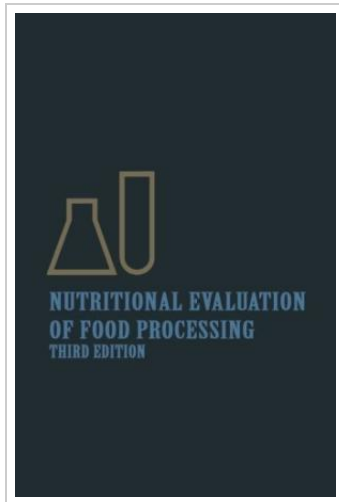 NUTRITIONAL EVALUATION
OF FOOD PROCESSING
THIRD EDITION